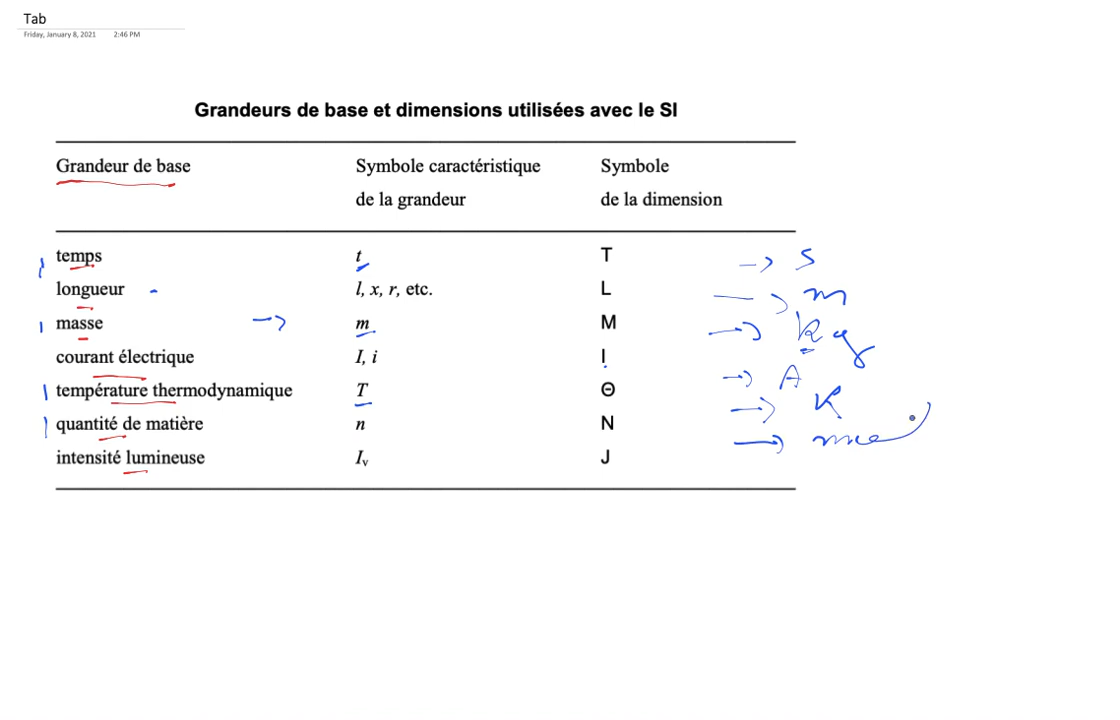 Tab
Friday, January 8, 2021 2:46 PM
Grandeurs de base et dimensions utilisées avec le SI
Grandeur de base Symbole caractéristique Symbole
de la grandeur de la dimension
temps t T → s
longueur l, x, r, etc. L → m
masse → m M → kg
courant électrique I, i I → A
température thermodynamique T Θ → K
quantité de matière n N →
intensité lumineuse Iᵥ J